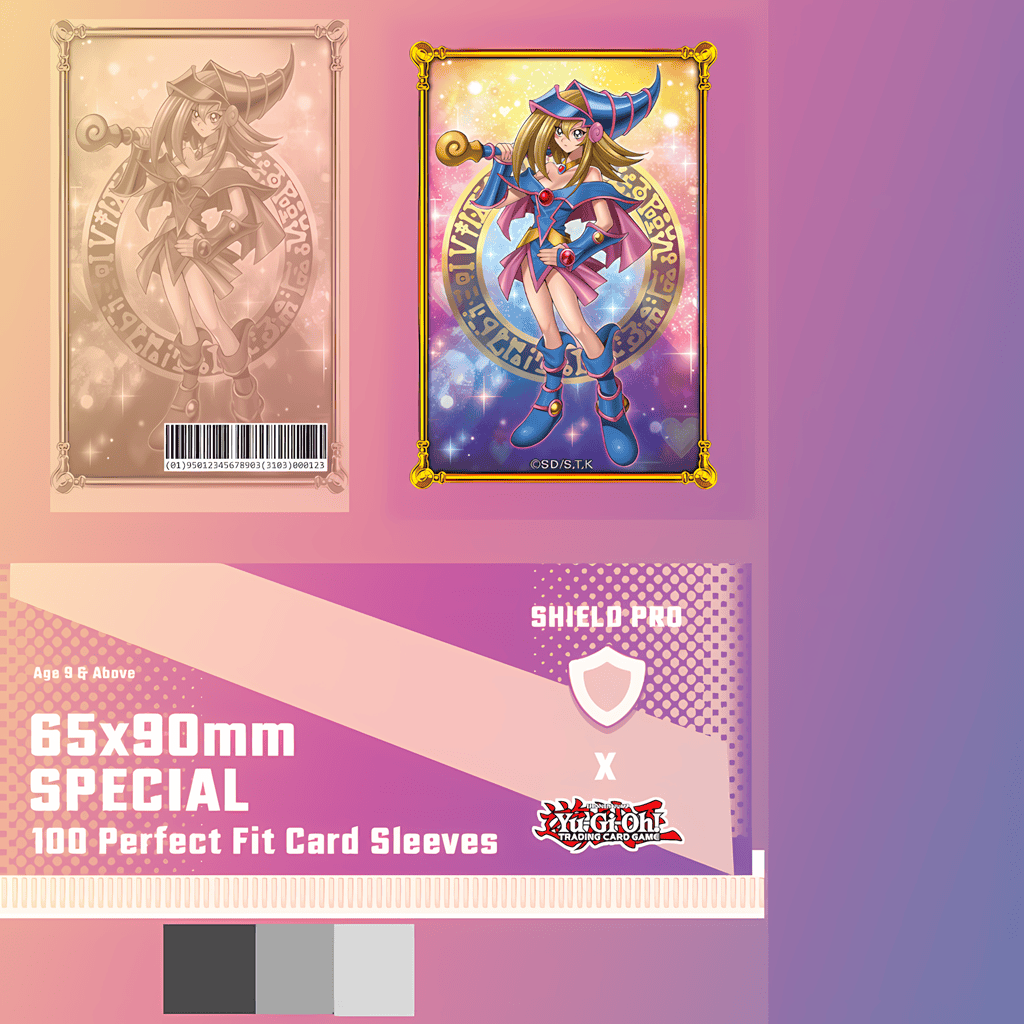 (01)95012345678903(3103)000123
©SD/S,T,K
SHIELD PRO
Age 9 & Above
65x90mm
SPECIAL
100 Perfect Fit Card Sleeves
X
Yu-Gi-Oh!
TRADING CARD GAME